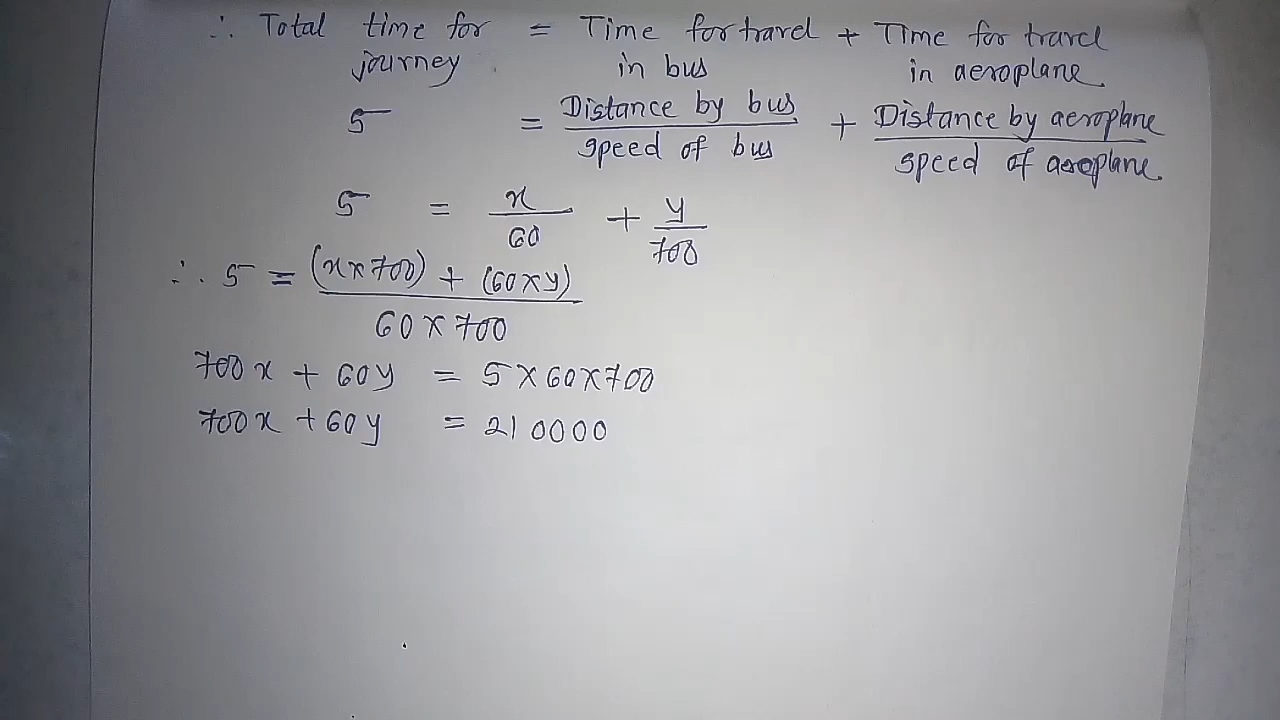 ∴ Total time for = Time for travel + Time for travel
journey in bus in aeroplane
5 = Distance by bus / speed of bus + Distance by aeroplane / speed of aeroplane.
5 = x/60 + y/700
∴ 5 = (x×700) + (60×y) / 60×700
700x + 60y = 5×60×700
700x + 60y = 210000